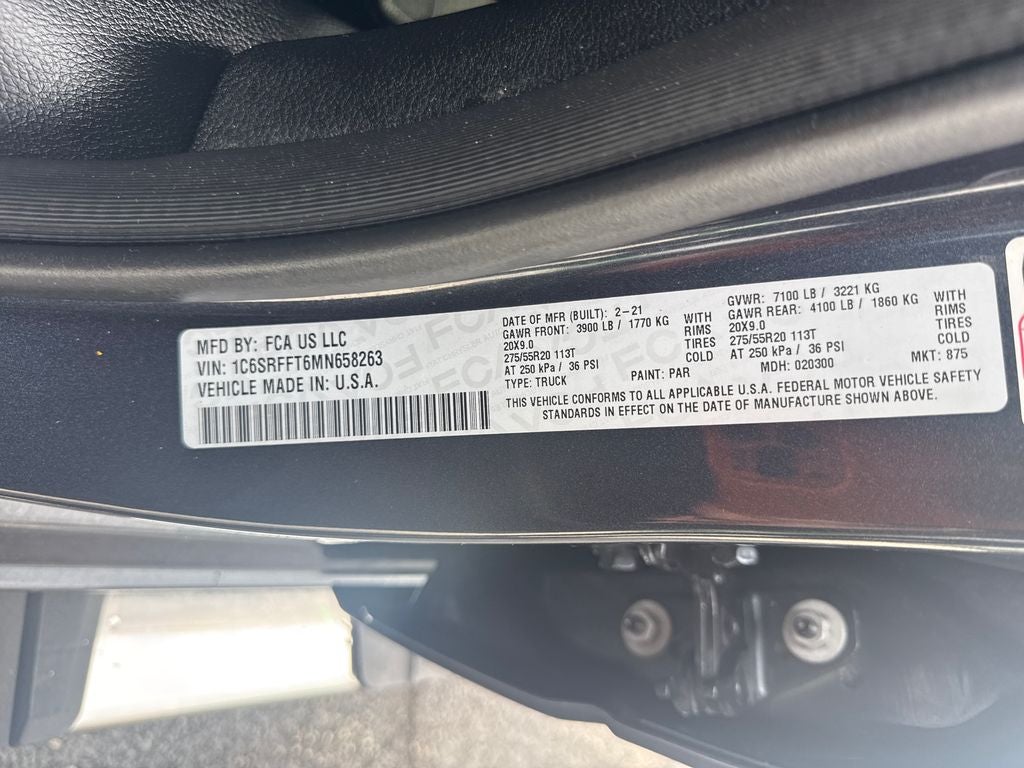 MFD BY: FCA US LLC
VIN: 1C6SRFFT6MN658263
VEHICLE MADE IN: U.S.A.
DATE OF MFR (BUILT): 2-21
GAWR FRONT: 3900 LB / 1770 KG WITH
20X9.0 RIMS
275/55R20 113T TIRES
AT 250 kPa / 36 PSI COLD
TYPE: TRUCK PAINT: PAR
GVWR: 7100 LB / 3221 KG
GAWR REAR: 4100 LB / 1860 KG WITH
20X9.0 RIMS
275/55R20 113T TIRES
AT 250 kPa / 36 PSI COLD
MDH: 020300 MKT: 875
THIS VEHICLE CONFORMS TO ALL APPLICABLE U.S.A. FEDERAL MOTOR VEHICLE SAFETY
STANDARDS IN EFFECT ON THE DATE OF MANUFACTURE SHOWN ABOVE.